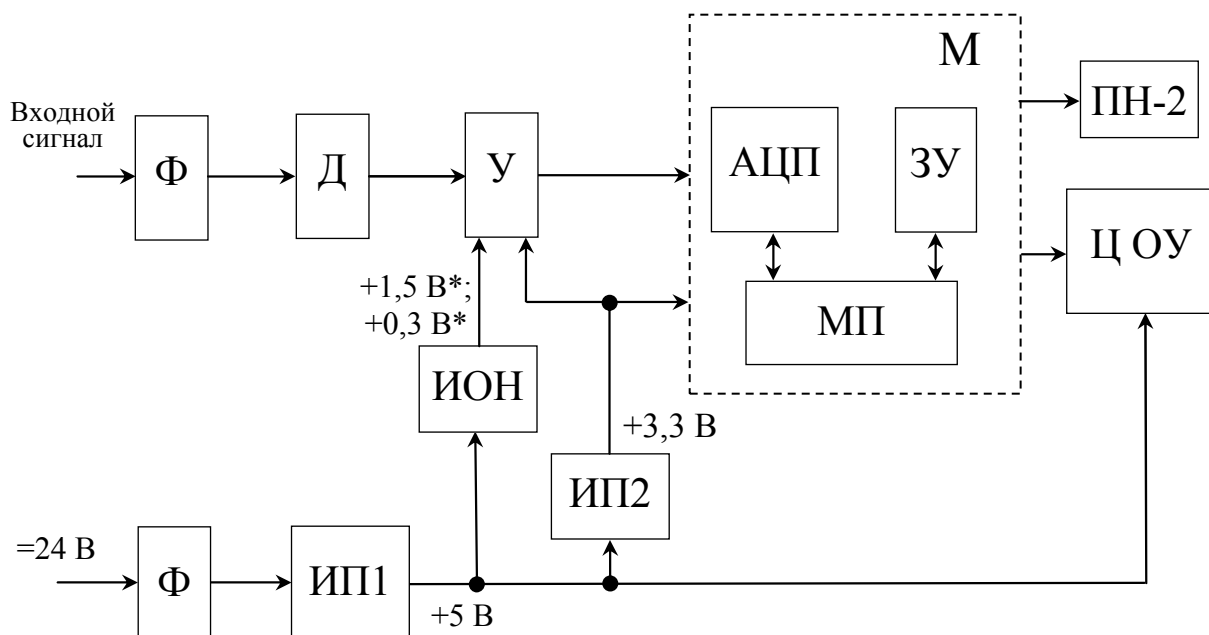 М
ПН-2
Входной
сигнал
Ф
Д
У
АЦП
ЗУ
Ц ОУ
+1,5 В*;
+0,3 В*
МП
ИОН
+3,3 В
ИП2
=24 В
Ф
ИП1
+5 В